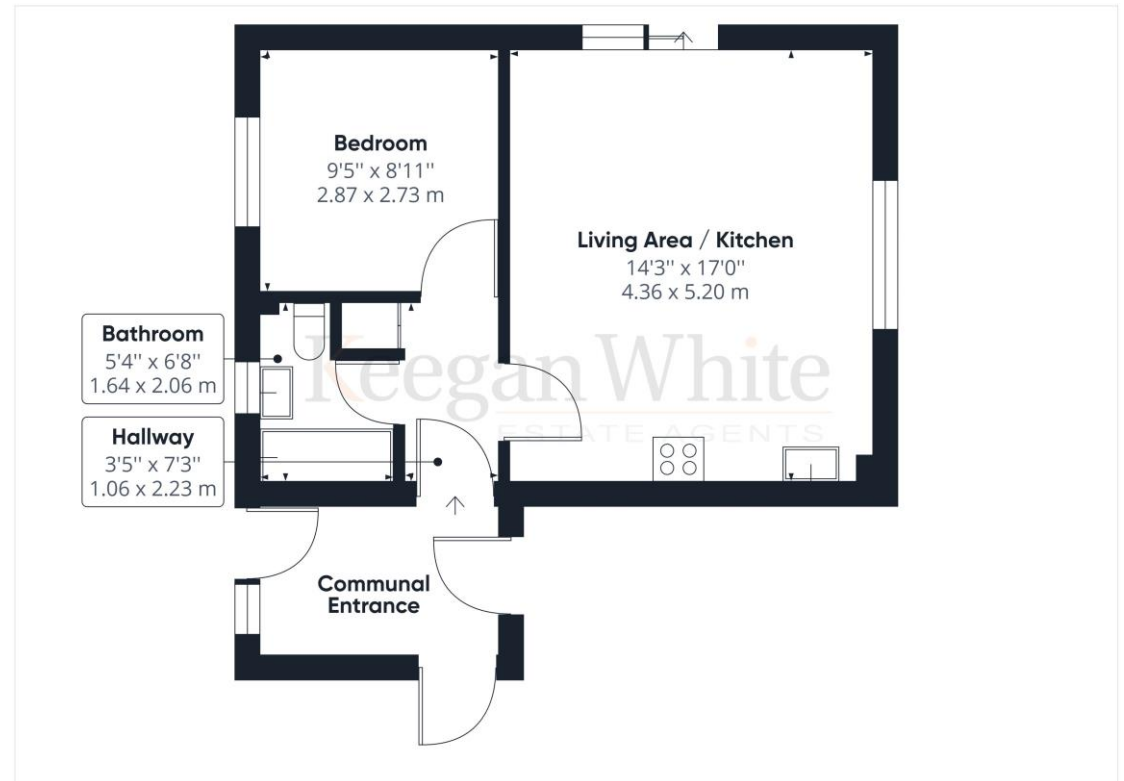 Bedroom
9'5'' x 8'11''
2.87 x 2.73 m
Living Area / Kitchen
14'3'' x 17'0''
4.36 x 5.20 m
Bathroom
5'4'' x 6'8''
1.64 x 2.06 m
Keegan White
ESTATE AGENTS
Hallway
3'5'' x 7'3''
1.06 x 2.23 m
Communal
Entrance